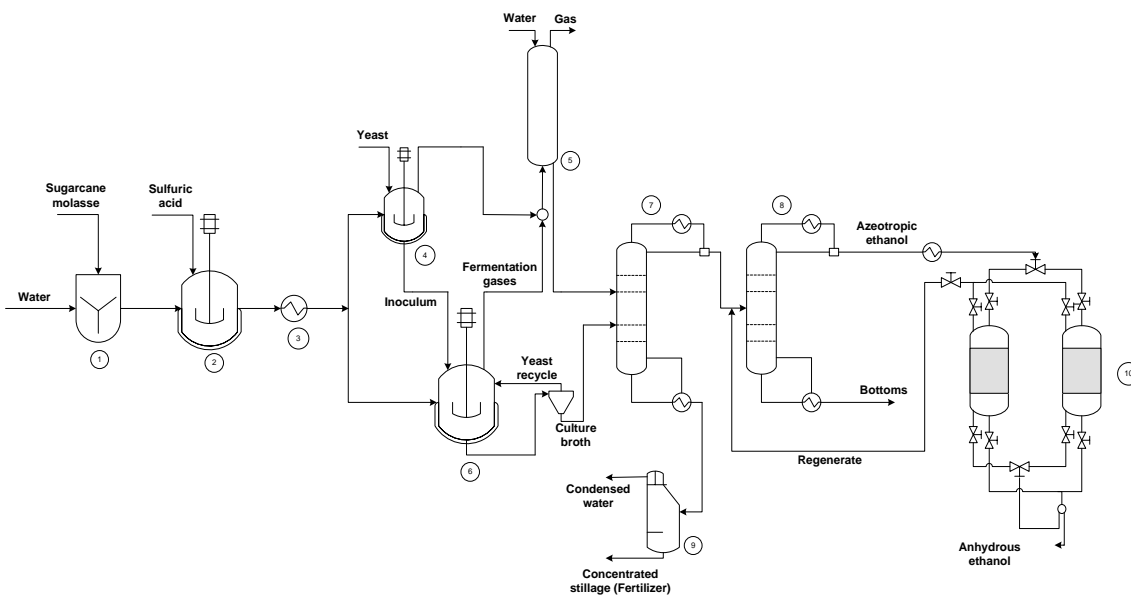 Water
Gas
Yeast
5
Sugarcane
molasse
Sulfuric
acid
7
8
Azeotropic
ethanol
4
Fermentation
gases
Water
Inoculum
1
2
3
Yeast
recycle
Bottoms
10
Culture
broth
Regenerate
6
Condensed
water
9
Anhydrous
ethanol
Concentrated
stillage (Fertilizer)